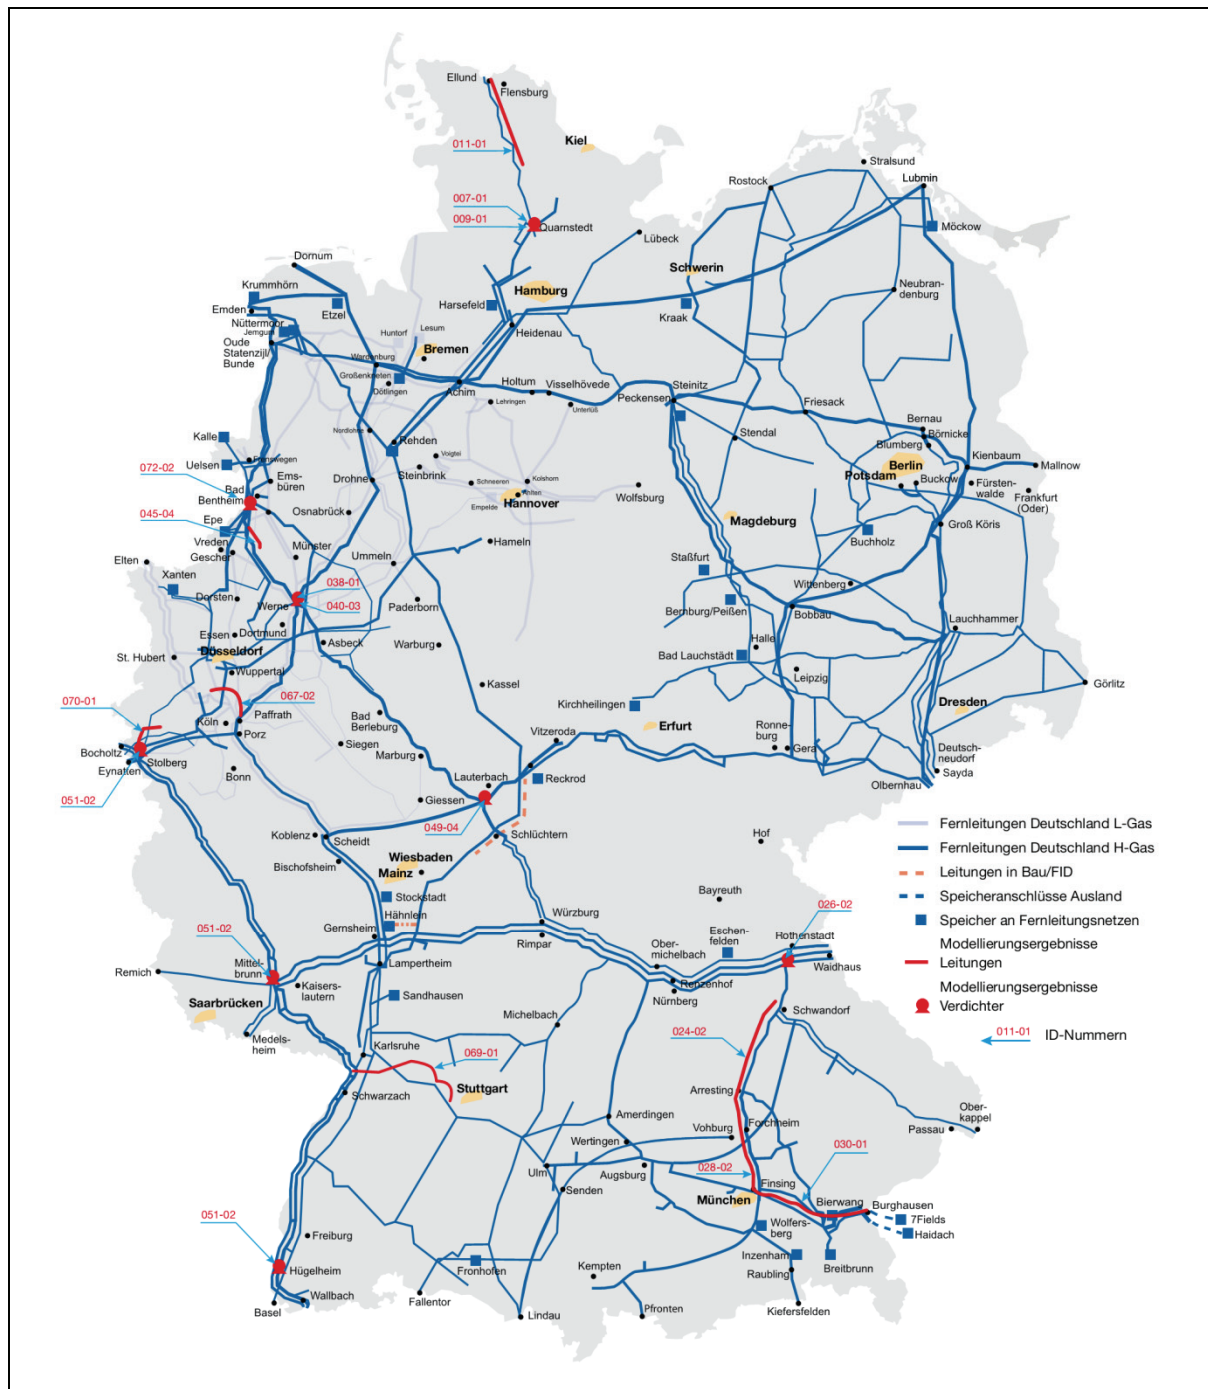 Ellund
Flensburg
011-01
Kiel
Stralsund
Rostock
Lubmin
007-01
009-01
Quarnstedt
Möckow
Lübeck
Dornum
Schwerin
Krummhörn
Hamburg
Neubran-
denburg
Emden
Etzel
Harsefeld
Kraak
Nüttermoor
Jemgum
Huntorf
Lesum
Heidenau
Oude
Statenzijl/
Bunde
Bremen
Wardenburg
Großenkneten
Dötlingen
Achim
Holtum
Visselhövede
Steinitz
Lehringen
Unterlüß
Peckensen
Friesack
Bernau
Börnicke
Blumberg
Nordlohne
Rehden
Stendal
Kalle
Voigtei
Kienbaum
Uelsen
Frenswegen
Steinbrink
Berlin
Mallnow
072-02
Ems-
büren
Drohne
Schneeren
Kolshorn
Potsdam
Buckow
Fürsten-
walde
Bad
Bentheim
Ahlten
Wolfsburg
Frankfurt
(Oder)
045-04
Osnabrück
Empelde
Hannover
Magdeburg
Groß Köris
Epe
Buchholz
Vreden
Hameln
Gescher
Münster
Ummeln
Staßfurt
Elten
Xanten
038-01
Wittenberg
Dorsten
Werne
040-03
Paderborn
Bernburg/Peißen
Bobbau
Essen
Dortmund
Asbeck
Warburg
Halle
Lauchhammer
St. Hubert
Düsseldorf
Bad Lauchstädt
Wuppertal
Leipzig
Kassel
Görlitz
070-01
067-02
Kirchheilingen
Dresden
Köln
Paffrath
Bad
Berleburg
Erfurt
Ronne-
burg
Porz
Vitzeroda
Gera
Bocholtz
Siegen
Deutsch-
neudorf
Eynatten
Stolberg
Marburg
Sayda
Bonn
Lauterbach
Reckrod
Olbernhau
051-02
Giessen
049-04
Koblenz
Scheidt
Schlüchtern
Hof
Bischofsheim
Wiesbaden
Mainz
Bayreuth
Stockstadt
026-02
Hähnlein
Würzburg
Eschen-
felden
051-02
Gernsheim
Rimpar
Ober-
michelbach
Hothenstadt
Mittel-
brunn
Lampertheim
Waidhaus
Remich
Renzenhof
Kaisers-
lautern
Nürnberg
Saarbrücken
Sandhausen
Michelbach
Schwandorf
Medels-
heim
024-02
Karlsruhe
069-01
Stuttgart
Arresting
Schwarzach
Ober-
kappel
Amerdingen
Forchheim
Passau
Vohburg
Wertingen
030-01
Ulm
Augsburg
028-02
Senden
Finsing
München
Bierwang
Burghausen
051-02
7Fields
Wolfers-
berg
Haidach
Freiburg
Inzenham
Hügelheim
Fronhofen
Kempten
Raubling
Breitbrunn
Wallbach
Basel
Fallentor
Lindau
Pfronten
Kiefersfelden
Fernleitungen Deutschland L-Gas
Fernleitungen Deutschland H-Gas
Leitungen in Bau/FID
Speicheranschlüsse Ausland
Speicher an Fernleitungsnetzen
Modellierungsergebnisse
Leitungen
Modellierungsergebnisse
Verdichter
011-01 ID-Nummern